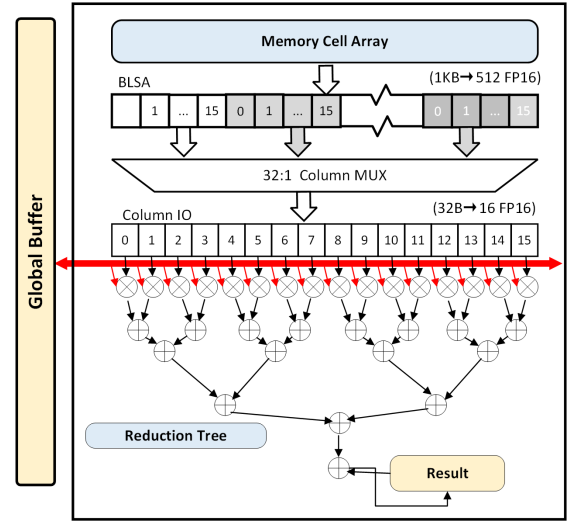 Global Buffer
Memory Cell Array
BLSA
(1KB→ 512 FP16)
1 ... 15 0 1 ... 15 0 1 ... 15
32:1 Column MUX
Column IO
(32B→16 FP16)
0 1 2 3 4 5 6 7 8 9 10 11 12 13 14 15
Reduction Tree
Result